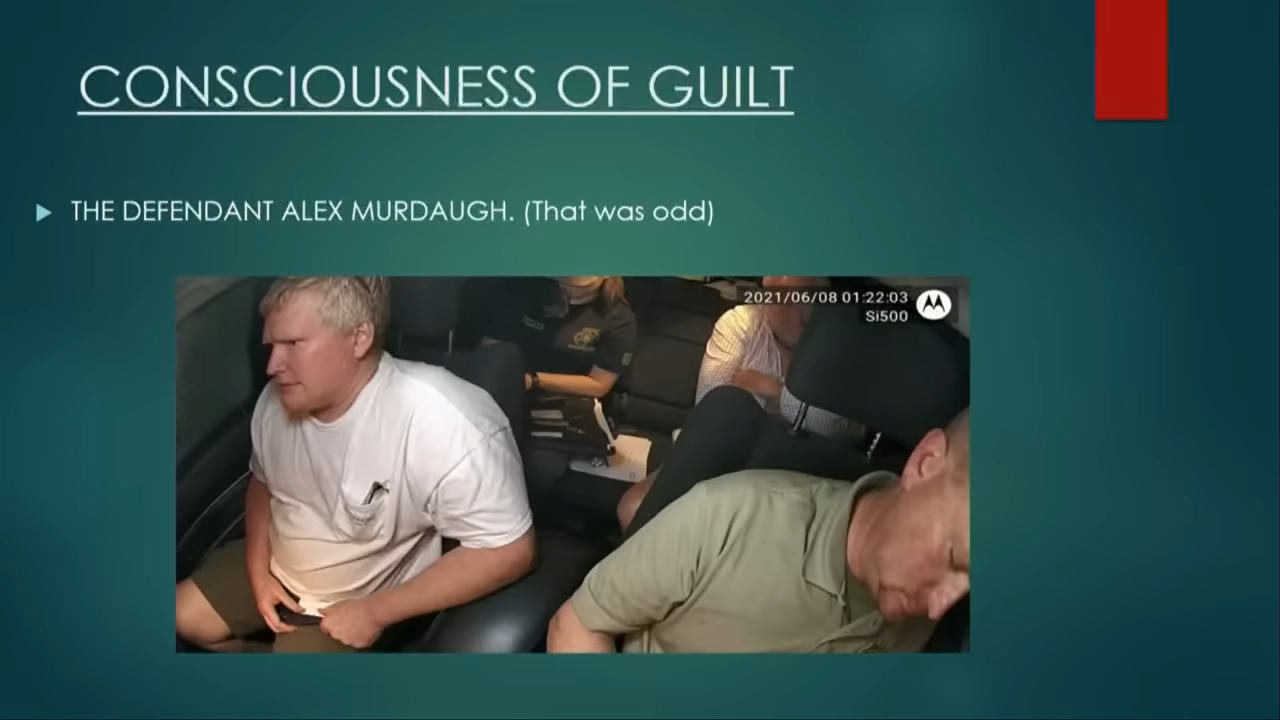 CONSCIOUSNESS OF GUILT
THE DEFENDANT ALEX MURDAUGH. (That was odd)
2021/06/08 01:22:03
Si500